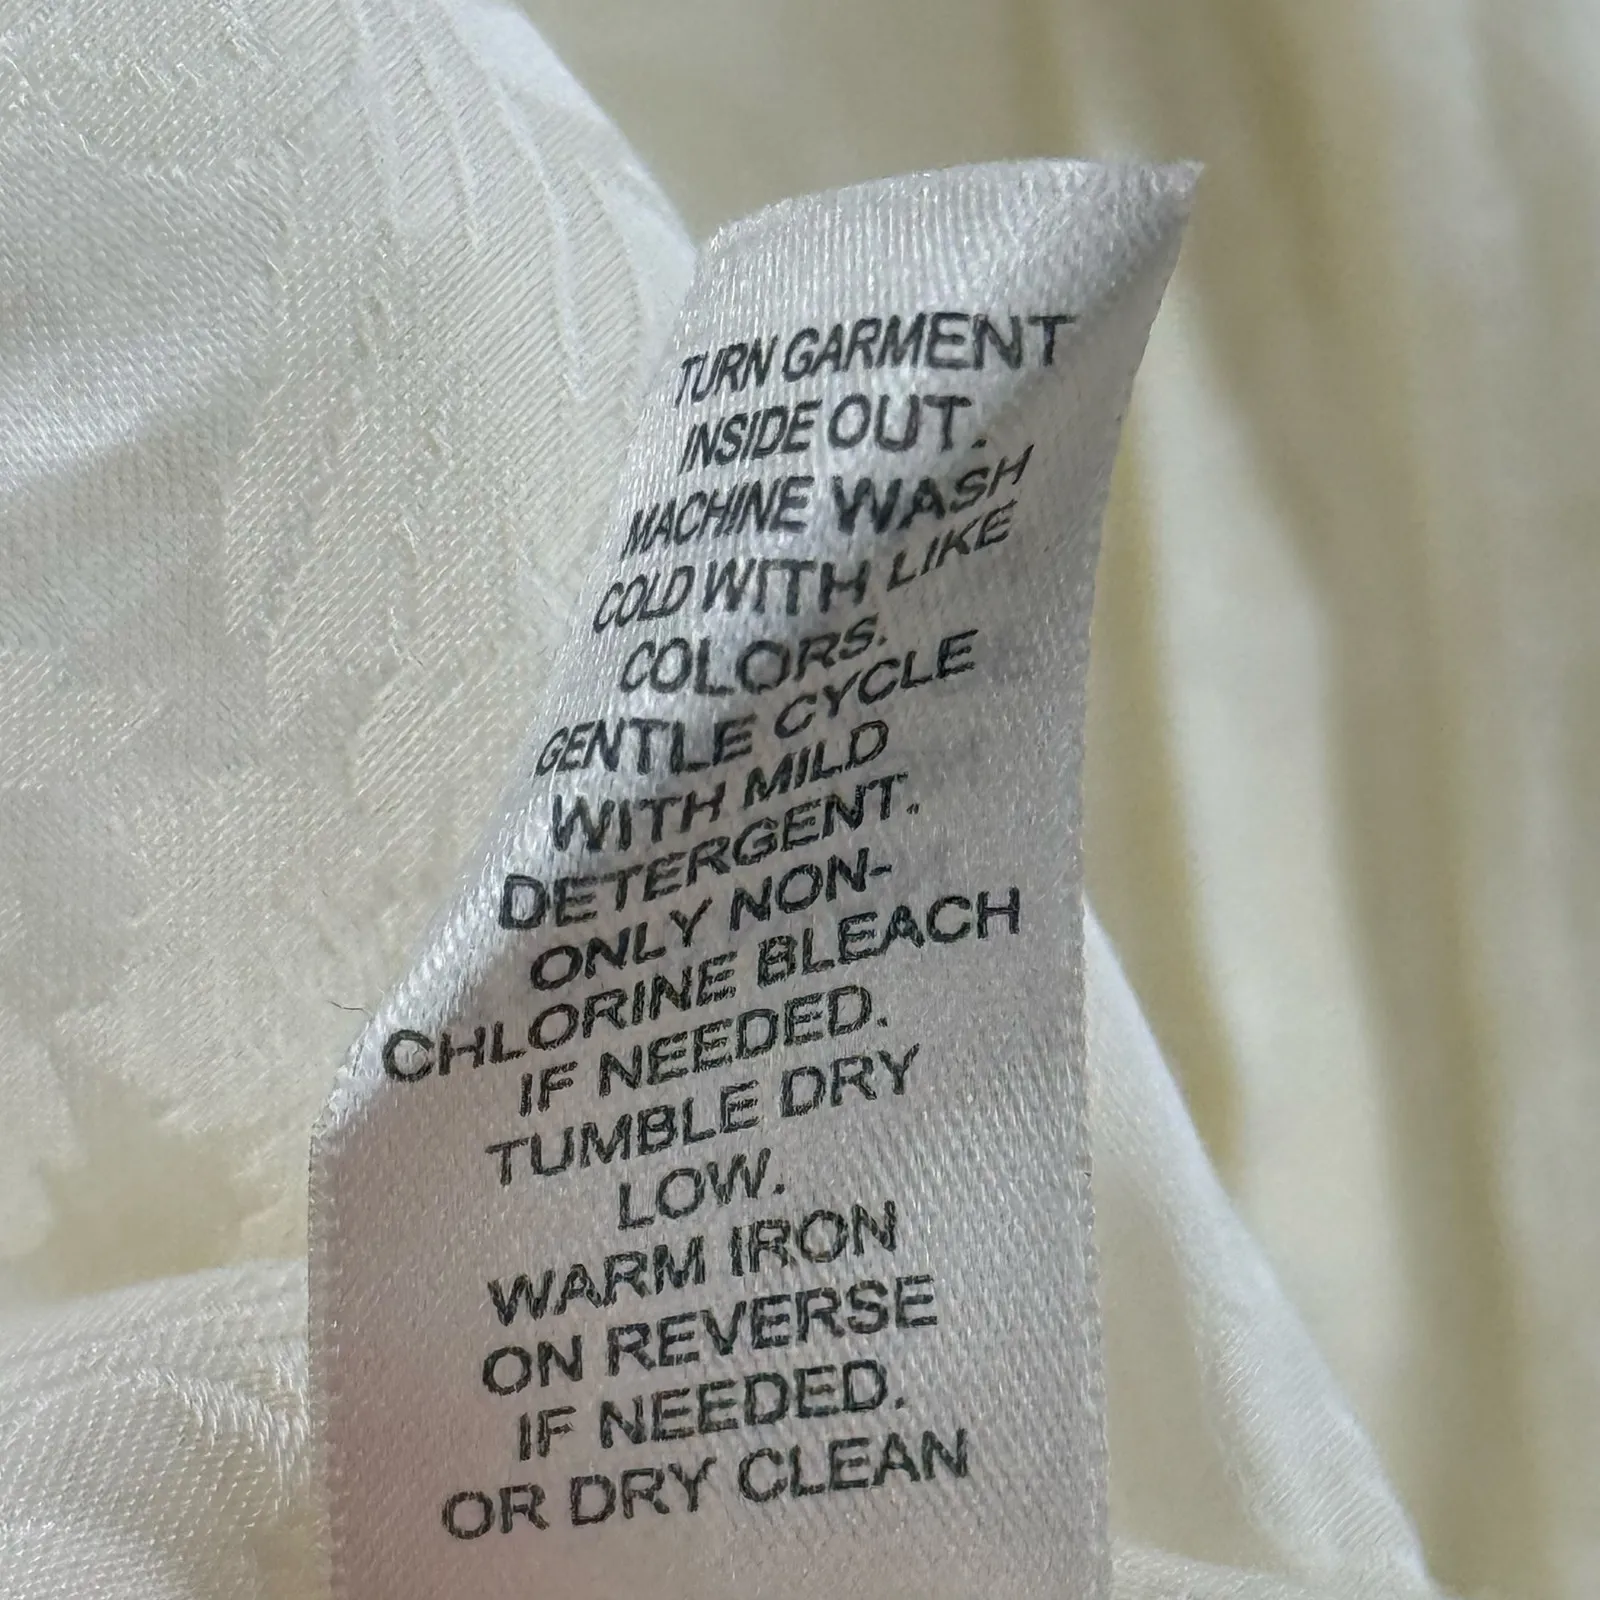 TURN GARMENT
INSIDE OUT.
MACHINE WASH
COLD WITH LIKE
COLORS.
GENTLE CYCLE
WITH MILD
DETERGENT.
ONLY NON-
CHLORINE BLEACH
IF NEEDED.
TUMBLE DRY
LOW.
WARM IRON
ON REVERSE
IF NEEDED.
OR DRY CLEAN